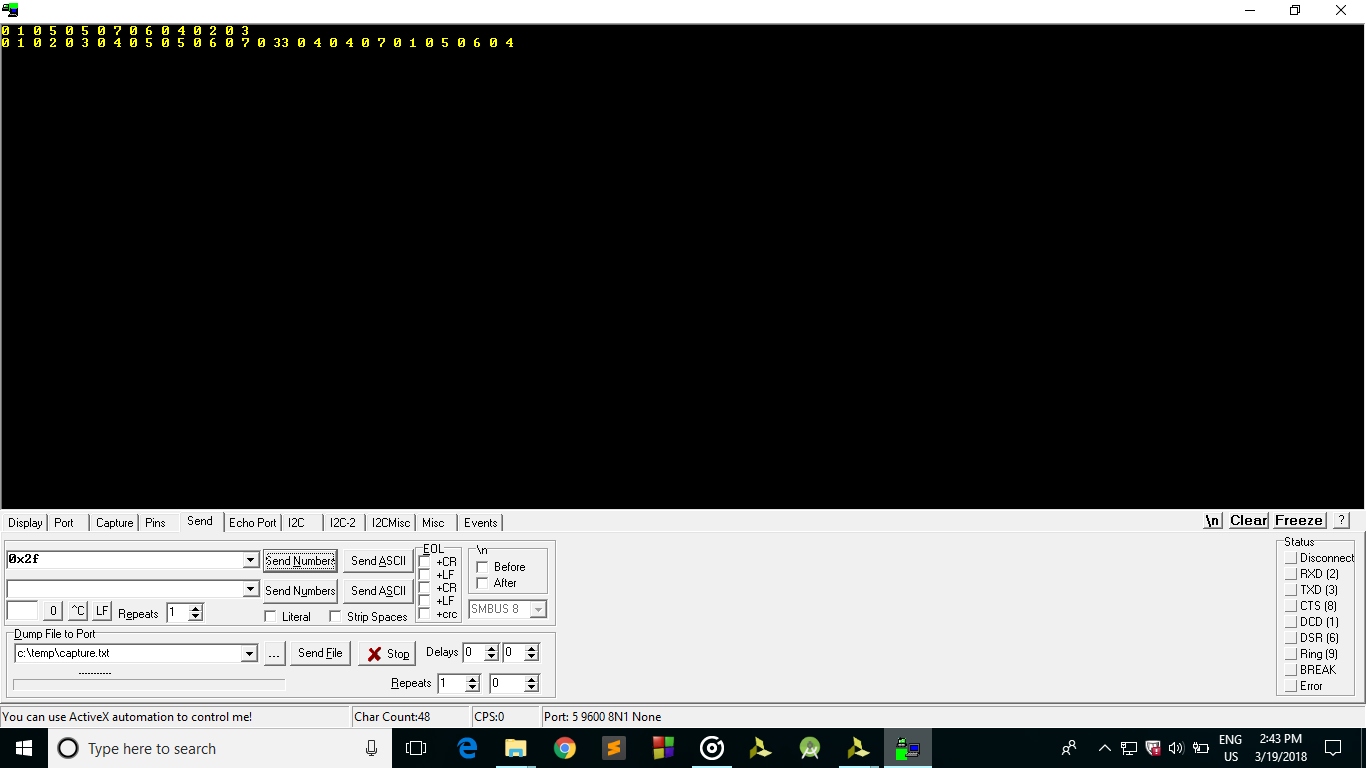 0 1 0 5 0 5 0 7 0 6 0 4 0 2 0 3
0 1 0 2 0 3 0 4 0 5 0 5 0 6 0 7 0 33 0 4 0 4 0 7 0 1 0 5 0 6 0 4
Display Port Capture Pins Send Echo Port I2C I2C-2 I2CMisc Misc Events \n Clear Freeze ?
0x2f Send Numbers Send ASCII
Send Numbers Send ASCII
0 ^C LF Repeats 1 Literal Strip Spaces
EOL
+CR
+LF
+CR
+LF
+crc
\n
Before
After
SMBUS 8
Dump File to Port
c:\temp\capture.txt ... Send File Stop Delays 0 0
Repeats 1 0
Status
Disconnect
RXD (2)
TXD (3)
CTS (8)
DCD (1)
DSR (6)
Ring (9)
BREAK
Error
You can use ActiveX automation to control me! Char Count:48 CPS:0 Port: 5 9600 8N1 None
Type here to search ENG 2:43 PM
US 3/19/2018